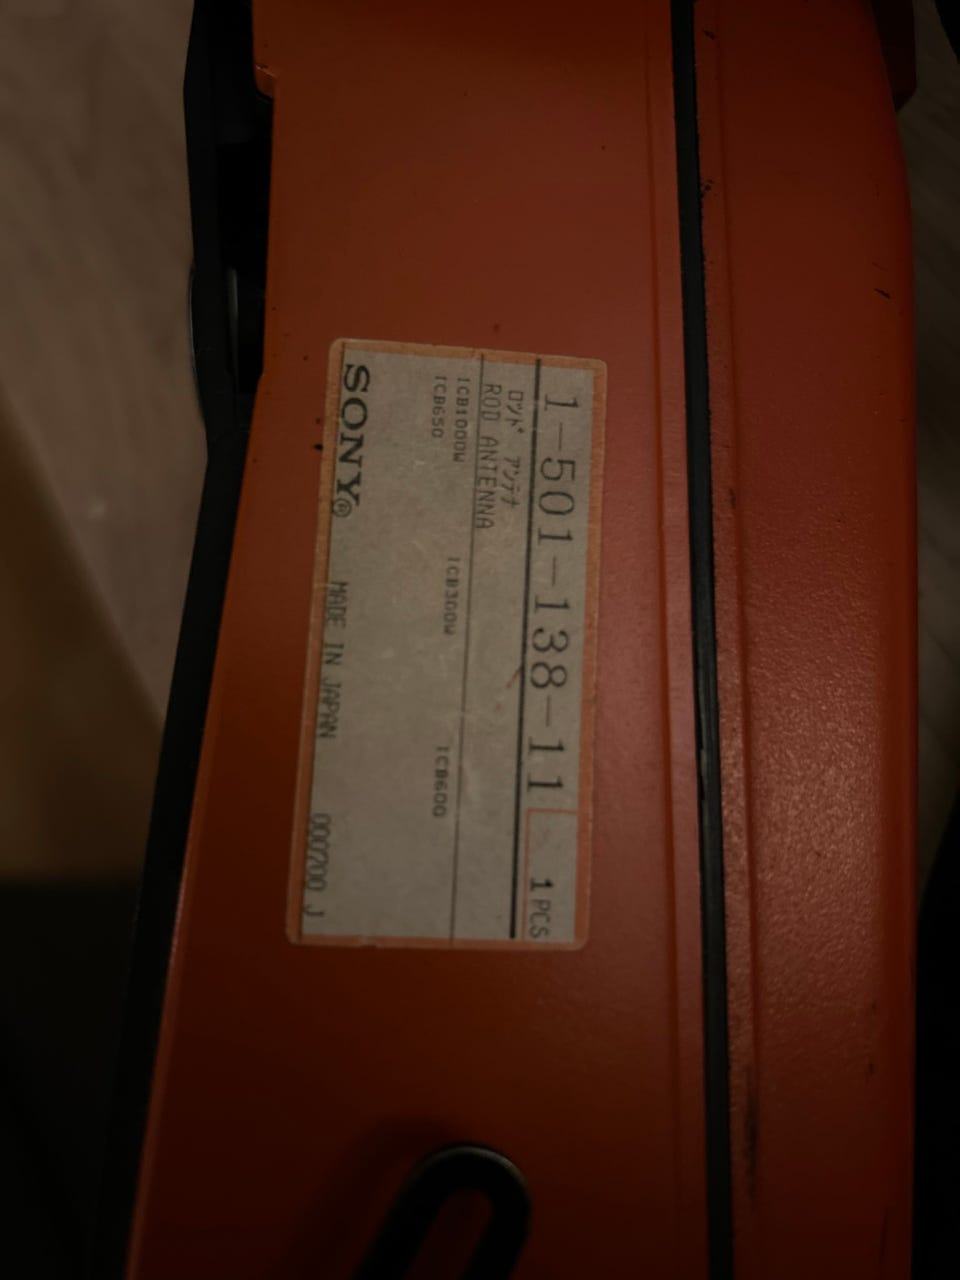 1-501-138-11 1 PCS
ロッド アンテナ
ROD ANTENNA
ICB1000W ICB300W ICB600
ICB650
SONY® MADE IN JAPAN 000700 J